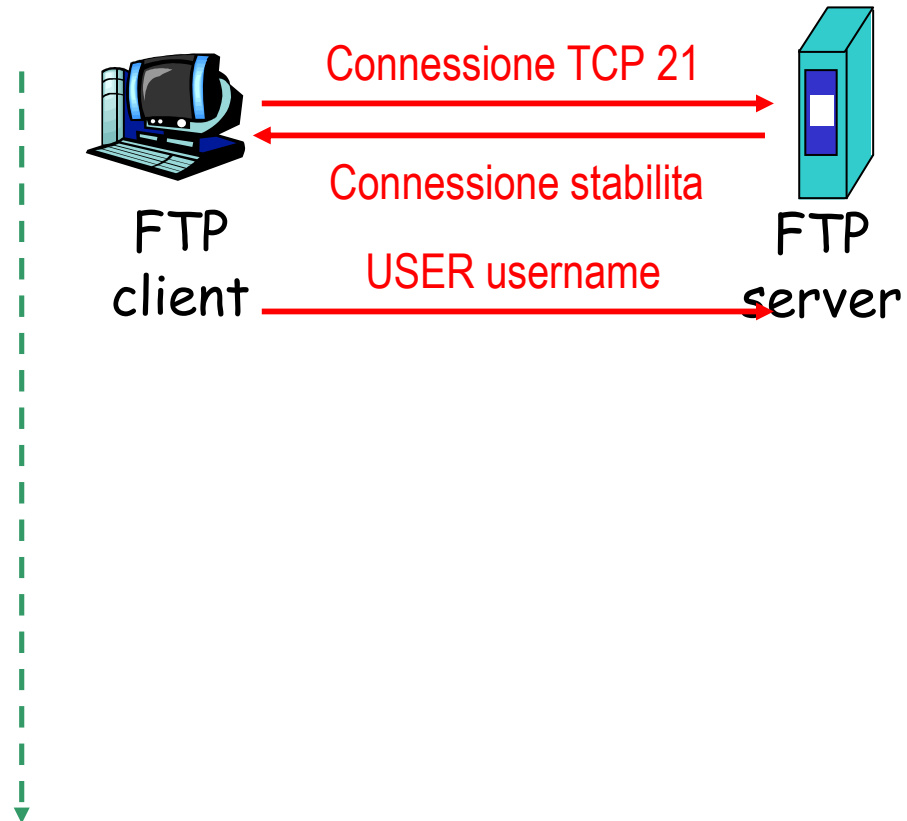 Connessione TCP 21
Connessione stabilita
FTP
client
FTP
server
USER username